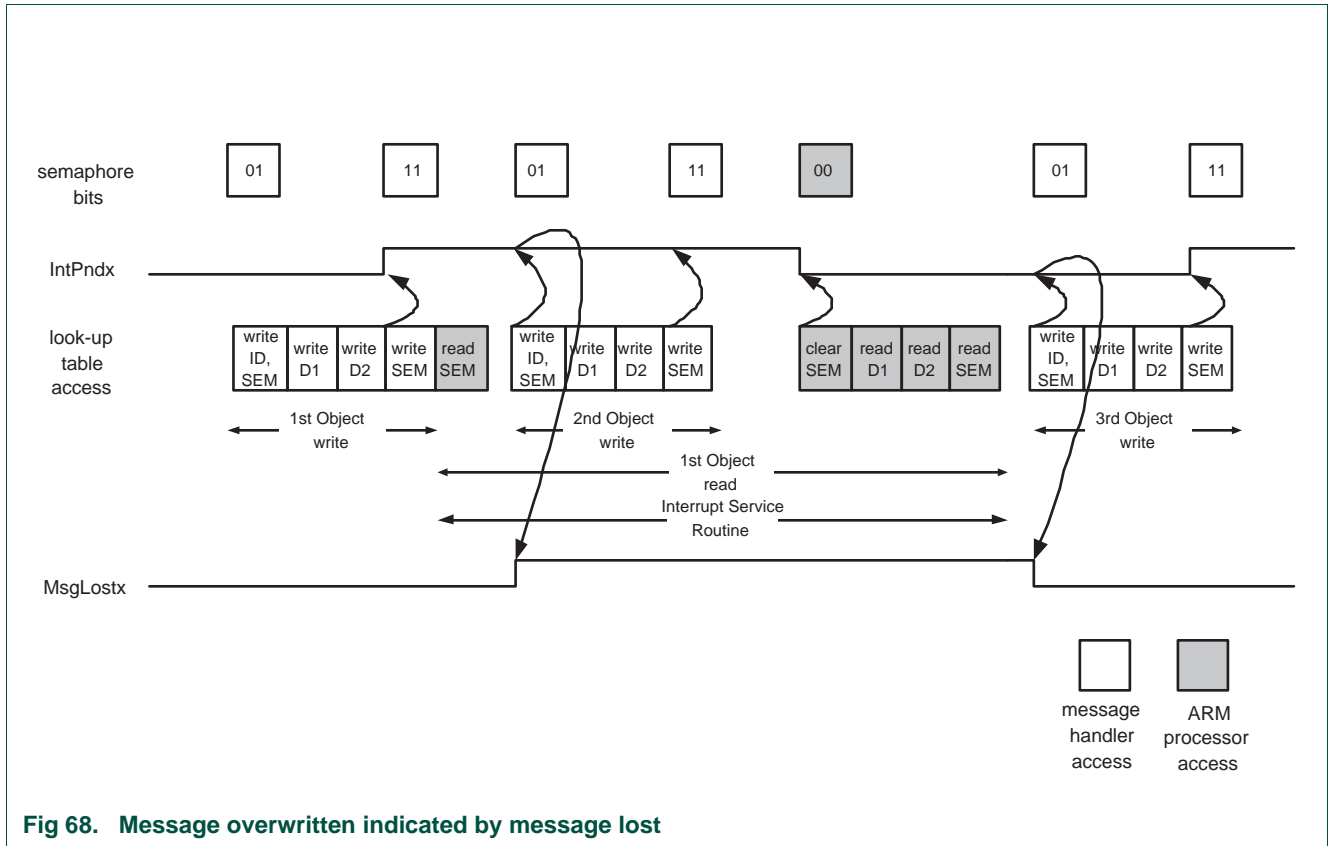 semaphore
bits
01
11
01
11
00
01
11
IntPndx
look-up
table
access
write
ID,
SEM
write
D1
write
D2
write
SEM
read
SEM
write
ID,
SEM
write
D1
write
D2
write
SEM
clear
SEM
read
D1
read
D2
read
SEM
write
ID,
SEM
write
D1
write
D2
write
SEM
1st Object
write
2nd Object
write
3rd Object
write
1st Object
read
Interrupt Service
Routine
MsgLostx
message
handler
access
ARM
processor
access
Fig 68. Message overwritten indicated by message lost